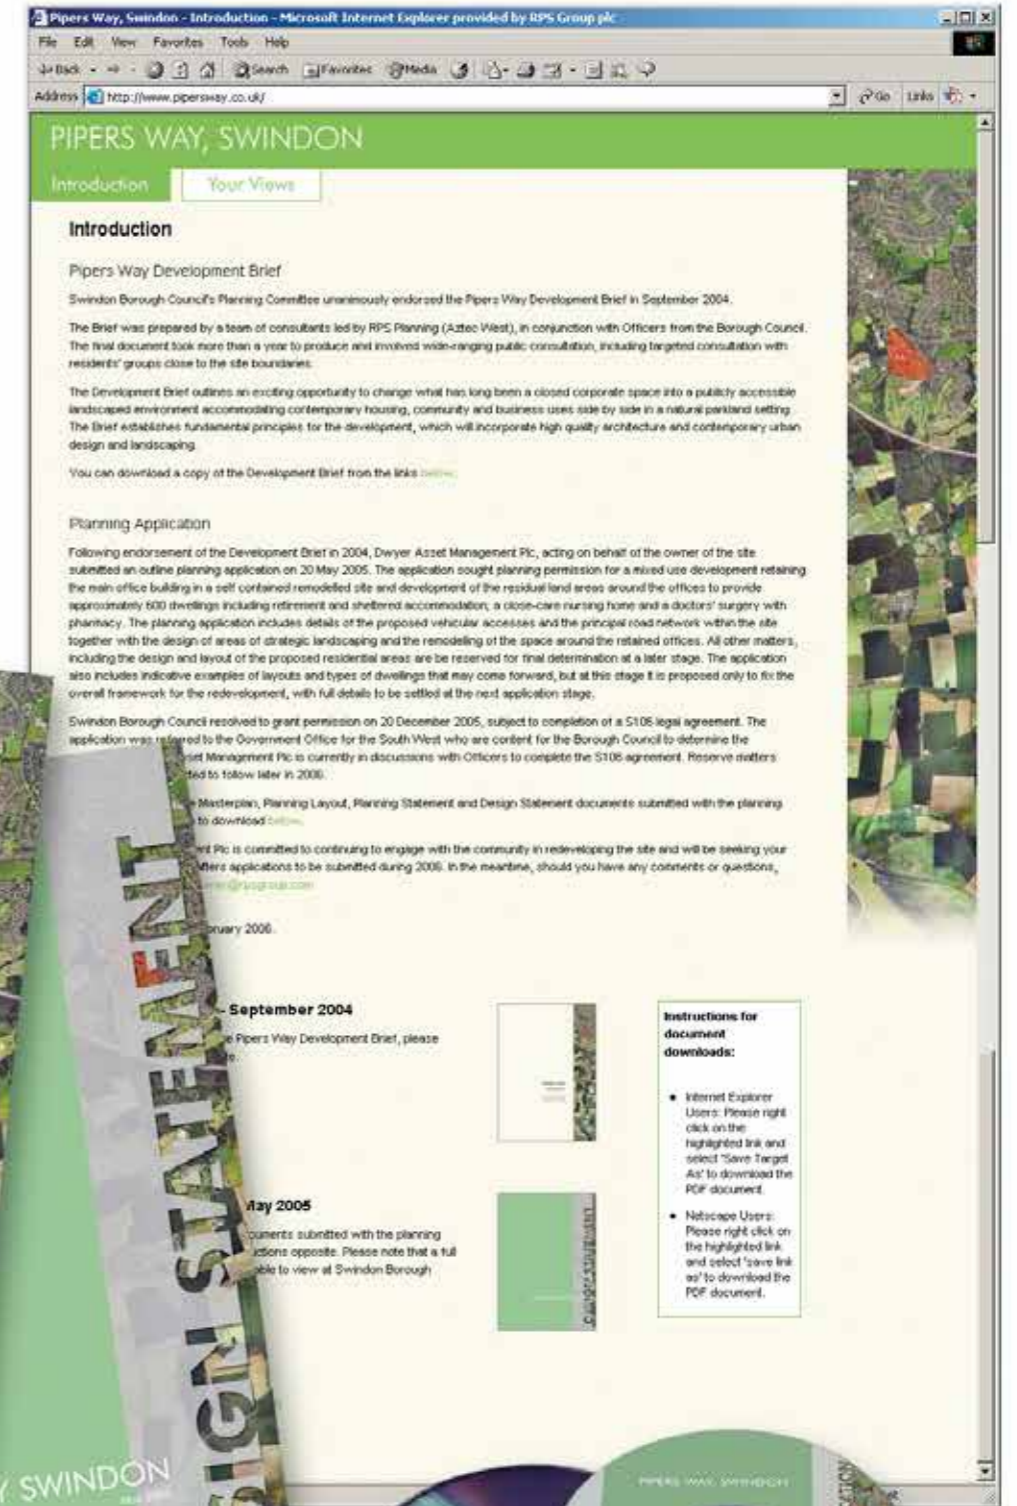 Pipers Way, Swindon - Introduction - Microsoft Internet Explorer provided by RPS Group plc
File Edit View Favorites Tools Help
Back Search Favorites Media
Address http://www.pipersway.co.uk/ Go Links
PIPERS WAY, SWINDON
Introduction Your Views
Introduction
Pipers Way Development Brief
Swindon Borough Council's Planning Committee unanimously endorsed the Pipers Way Development Brief in September 2004.
The Brief was prepared by a team of consultants led by RPS Planning (Aztec West), in conjunction with Officers from the Borough Council.
The final document took more than a year to produce and involved wide-ranging public consultation, including targeted consultation with
residents' groups close to the site boundaries.
The Development Brief outlines an exciting opportunity to change what has long been a closed corporate space into a publicly accessible
landscaped environment accommodating contemporary housing, community and business uses side by side in a natural parkland setting.
The Brief establishes fundamental principles for the development, which will incorporate high quality architecture and contemporary urban
design and landscaping.
You can download a copy of the Development Brief from the links below.
Planning Application
Following endorsement of the Development Brief in 2004, Dwyer Asset Management Plc, acting on behalf of the owner of the site
submitted an outline planning application on 20 May 2005. The application sought planning permission for a mixed use development retaining
the main office building in a self contained remodelled site and development of the residual land areas around the offices to provide
approximately 600 dwellings including retirement and sheltered accommodation, a close-care nursing home and a doctors' surgery with
pharmacy. The planning application includes details of the proposed vehicular accesses and the principal road network within the site
together with the design of areas of strategic landscaping and the remodelling of the space around the retained offices. All other matters,
including the design and layout of the proposed residential areas are be reserved for final determination at a later stage. The application
also includes indicative examples of layouts and types of dwellings that may come forward, but at this stage it is proposed only to fix the
overall framework for the redevelopment, with full details to be settled at the next application stage.
Swindon Borough Council resolved to grant permission on 20 December 2005, subject to completion of a S106 legal agreement. The
application was referred to the Government Office for the South West who are content for the Borough Council to determine the
set Management Plc is currently in discussions with Officers to complete the S106 agreement. Reserve matters
ted to follow later in 2006.
e Masterplan, Planning Layout, Planning Statement and Design Statement documents submitted with the planning
to download below.
ent Plc is committed to continuing to engage with the community in redeveloping the site and will be seeking your
tters applications to be submitted during 2006. In the meantime, should you have any comments or questions,
@rpsgroup.com
bruary 2006.
- September 2004
e Pipers Way Development Brief, please
May 2005
cuments submitted with the planning
uctions opposite. Please note that a full
able to view at Swindon Borough
Instructions for
document
downloads:
• Internet Explorer
Users: Please right
click on the
highlighted link and
select 'Save Target
As' to download the
PDF document.
• Netscape Users:
Please right click on
the highlighted link
and select 'save link
as' to download the
PDF document.
DESIGN STATEMENT
SIGN STATEMENT
Y SWINDON
PIPERS WAY, SWINDON